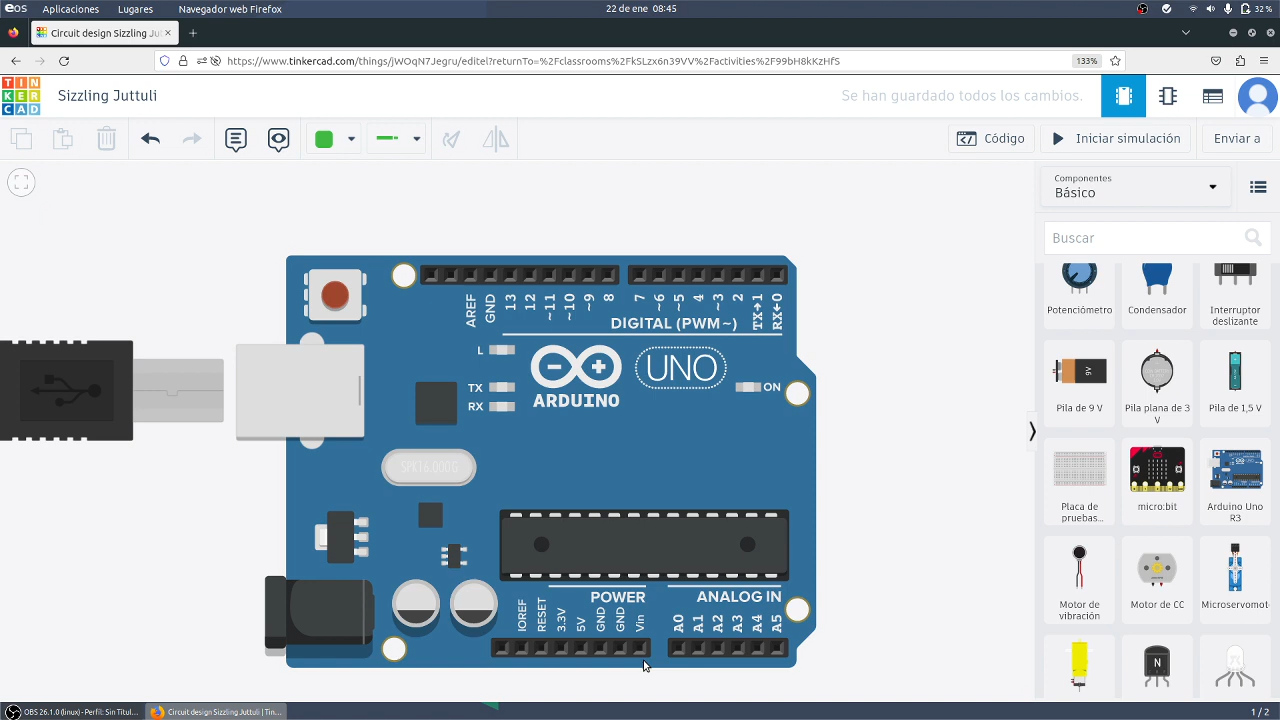 eOS Aplicaciones Lugares Navegador web Firefox 22 de ene 08:45 32 %
Circuit design Sizzling Jut
https://www.tinkercad.com/things/jWOqN7Jegru/editel?returnTo=%2Fclassrooms%2FkSLzx6n39VV%2Factivities%2F99bH8kKzHfS 133%
TIN
KER
CAD
Sizzling Juttuli
Se han guardado todos los cambios.
Código
Iniciar simulación
Enviar a
Componentes
Básico
Buscar
Potenciómetro
Condensador
Interruptor
deslizante
9V
Pila de 9 V
Pila plana de 3
V
Pila de 1,5 V
Placa de
pruebas...
micro:bit
Arduino Uno
R3
Motor de
vibración
Motor de CC
Microservomot
N
AREF GND 13 12 ~11 ~10 ~9 8 7 ~6 ~5 4 ~3 2 TX→1 RX←0
DIGITAL (PWM~)
L
TX
RX
ARDUINO
UNO
ON
SPKT6.000G
POWER
ANALOG IN
IOREF RESET 3.3V 5V GND GND Vin A0 A1 A2 A3 A4 A5
OBS 26.1.0 (linux) - Perfil: Sin Titul...
Circuit design Sizzling Juttuli | Tin...
1 / 2